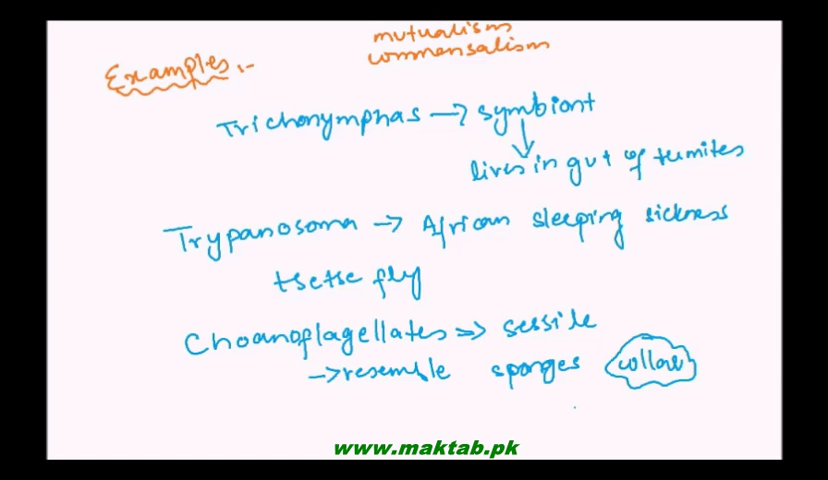 mutualism
commensalism
Examples:-
Trichonymphas → symbiont
↓
lives in gut of termites
Trypanosoma → African sleeping sickness
tsetse fly
Choanoflagellates => sessile
→ resemble sponges collar
www.maktab.pk